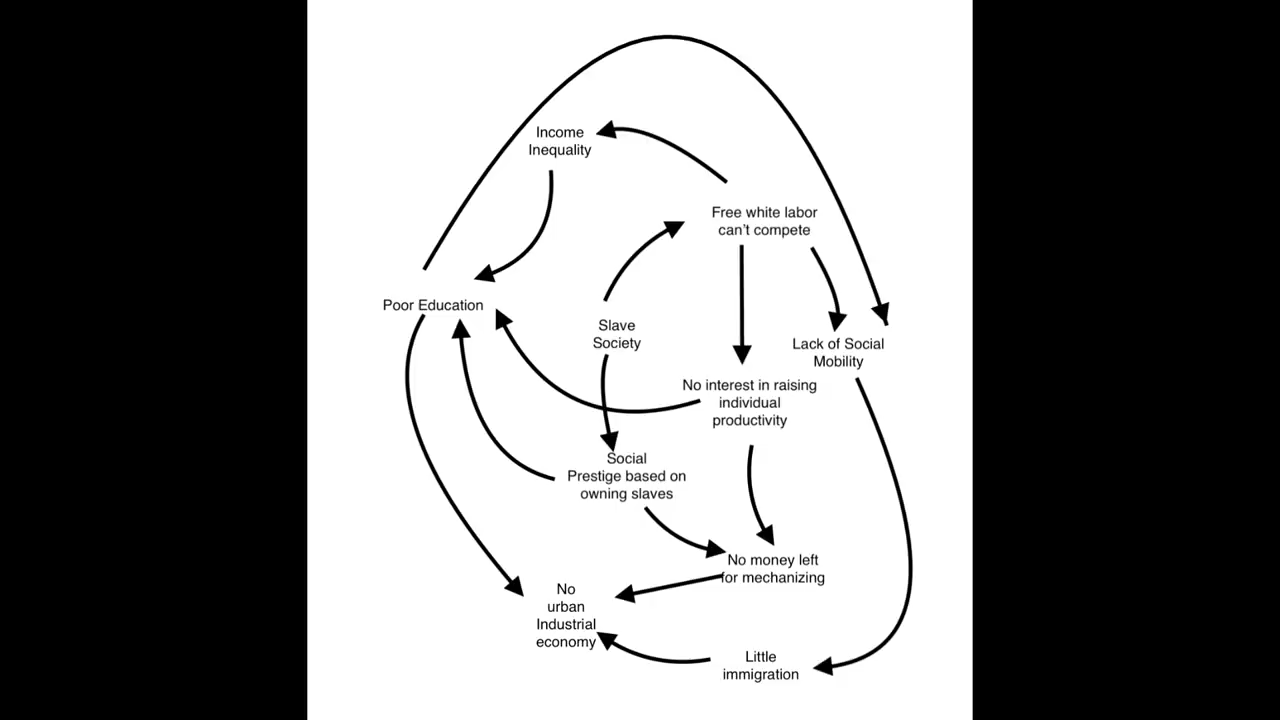 Income
Inequality
Free white labor
can't compete
Poor Education
Slave
Society
Lack of Social
Mobility
No interest in raising
individual
productivity
Social
Prestige based on
owning slaves
No money left
for mechanizing
No
urban
Industrial
economy
Little
immigration